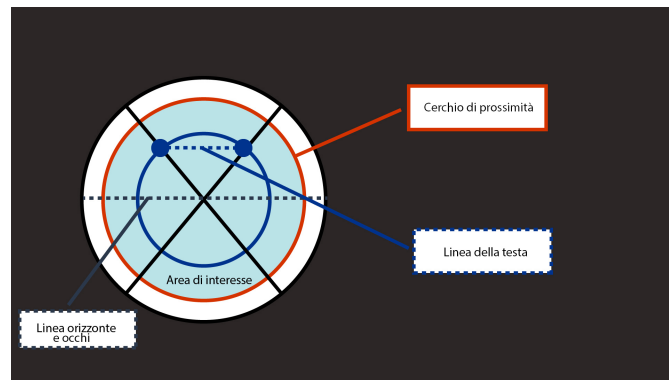 Cerchio di prossimità
Linea della testa
Area di interesse
Linea orizzonte
e occhi